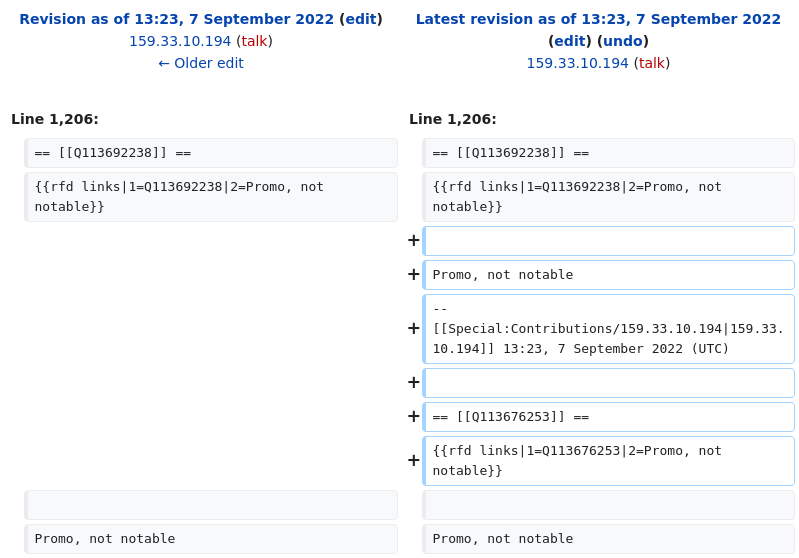 Revision as of 13:23, 7 September 2022 (edit)
159.33.10.194 (talk)
← Older edit
Latest revision as of 13:23, 7 September 2022
(edit) (undo)
159.33.10.194 (talk)
Line 1,206:
Line 1,206:
== [[Q113692238]] ==
== [[Q113692238]] ==
{{rfd links|1=Q113692238|2=Promo, not
notable}}
{{rfd links|1=Q113692238|2=Promo, not
notable}}
+
+ Promo, not notable
+ --
[[Special:Contributions/159.33.10.194|159.33.
10.194]] 13:23, 7 September 2022 (UTC)
+
+ == [[Q113676253]] ==
+ {{rfd links|1=Q113676253|2=Promo, not
notable}}
Promo, not notable
Promo, not notable